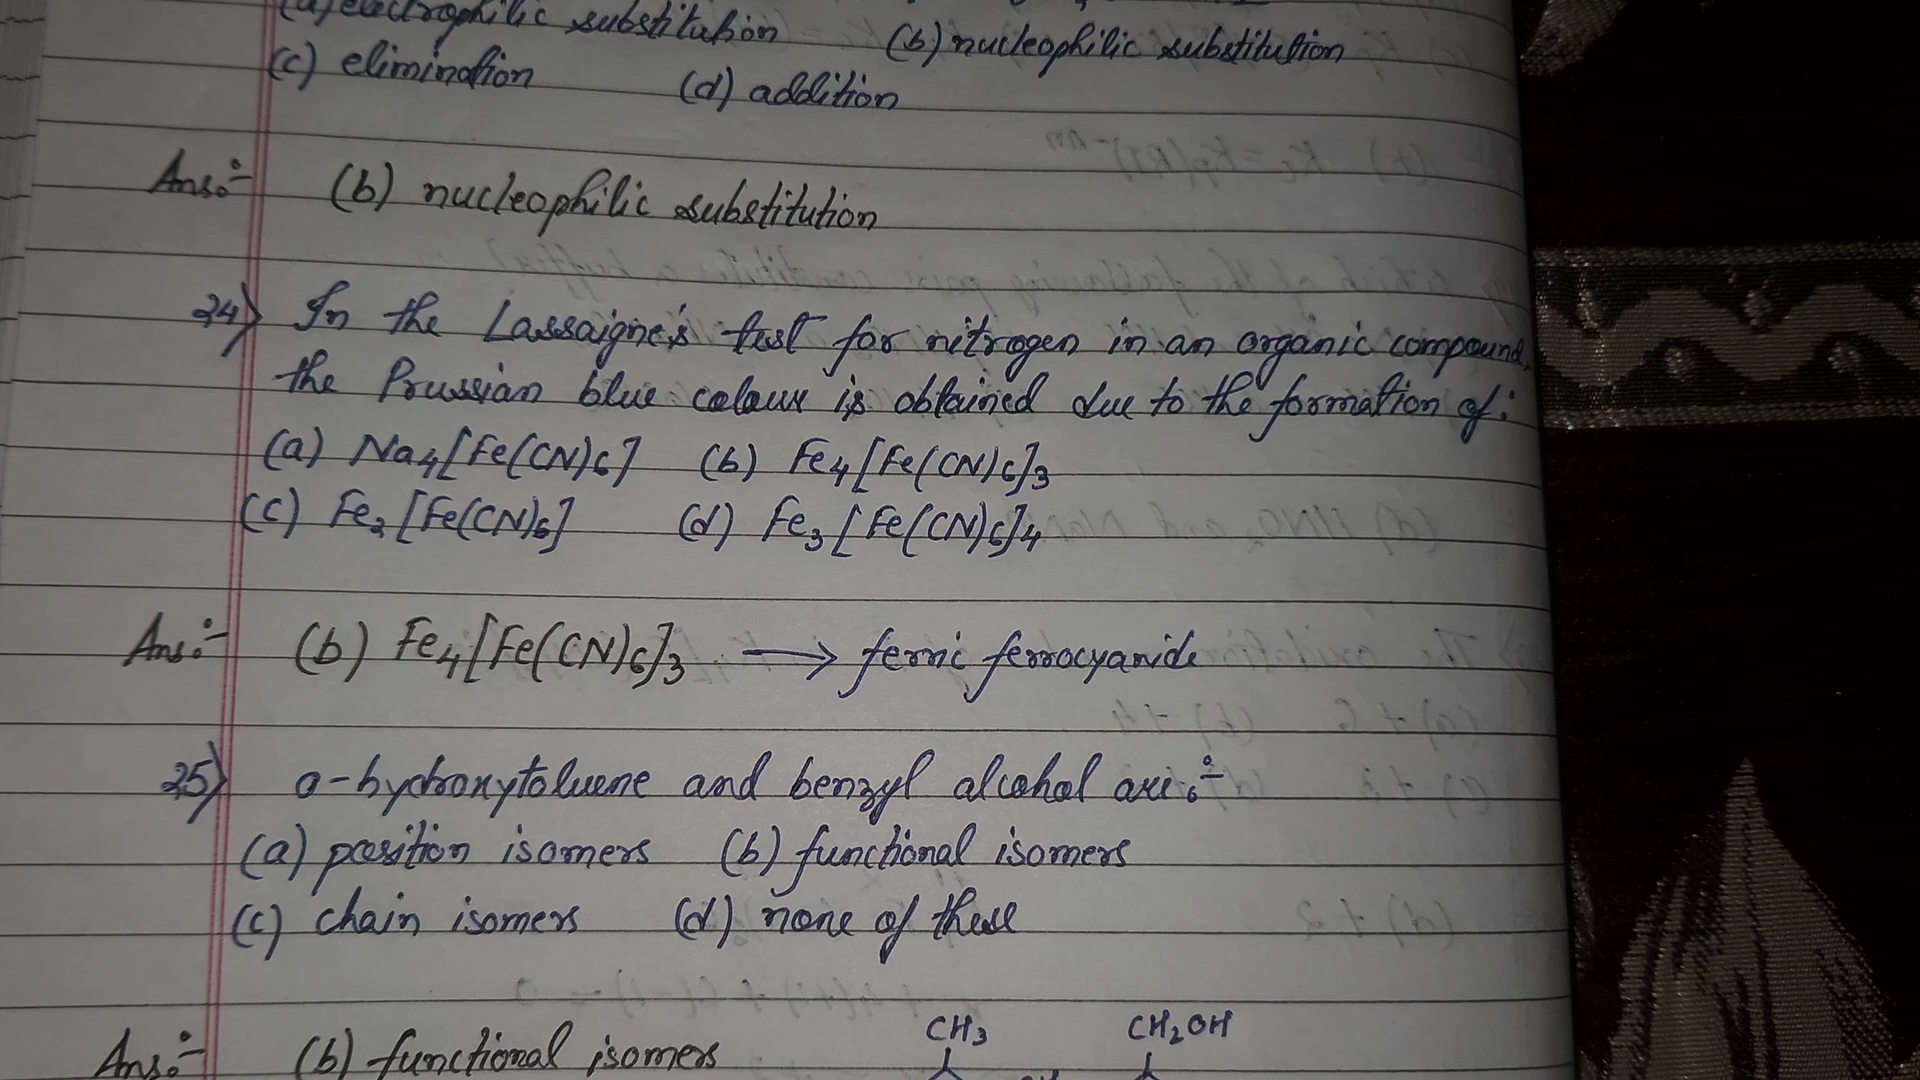 (a) electrophilic substitution (b) nucleophilic substitution
(c) elimination (d) addition
Ans:- (b) nucleophilic substitution
24) In the Lassaigne's test for nitrogen in an organic compound,
the Prussian blue colour is obtained due to the formation of:
(a) Na4[Fe(CN)6] (b) Fe4[Fe(CN)6]3
(c) Fe2[Fe(CN)6] (d) Fe3[Fe(CN)6]4
Ans:- (b) Fe4[Fe(CN)6]3 → ferric ferrocyanide
25) o-hydroxytoluene and benzyl alcohol are:-
(a) position isomers (b) functional isomers
(c) chain isomers (d) none of these
CH3 CH2OH
Ans:- (b) functional isomers